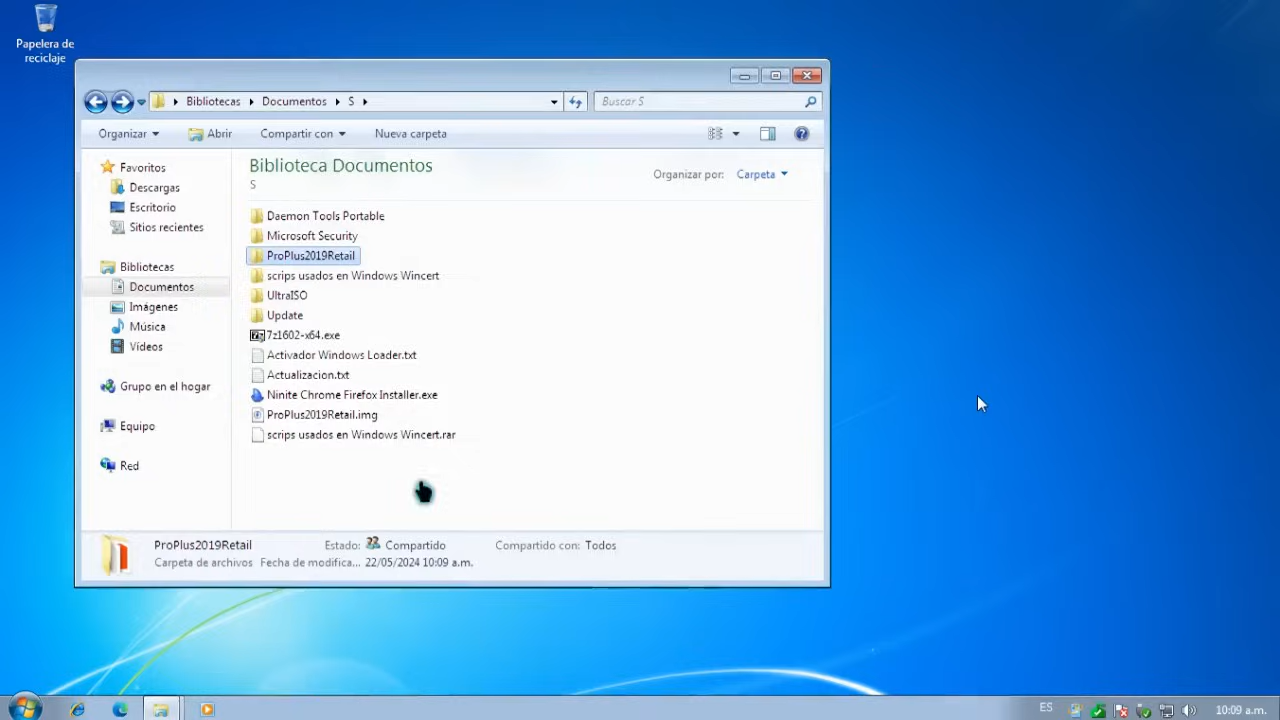 Papelera de
reciclaje
Bibliotecas Documentos S
Buscar S
Organizar Abrir Compartir con Nueva carpeta
Favoritos
Descargas
Escritorio
Sitios recientes
Bibliotecas
Documentos
Imágenes
Música
Vídeos
Grupo en el hogar
Equipo
Red
Biblioteca Documentos
S
Organizar por: Carpeta
Daemon Tools Portable
Microsoft Security
ProPlus2019Retail
scrips usados en Windows Wincert
UltraISO
Update
7z1602-x64.exe
Activador Windows Loader.txt
Actualizacion.txt
Ninite Chrome Firefox Installer.exe
ProPlus2019Retail.img
scrips usados en Windows Wincert.rar
ProPlus2019Retail Estado: Compartido Compartido con: Todos
Carpeta de archivos Fecha de modifica... 22/05/2024 10:09 a.m.
ES 10:09 a.m.